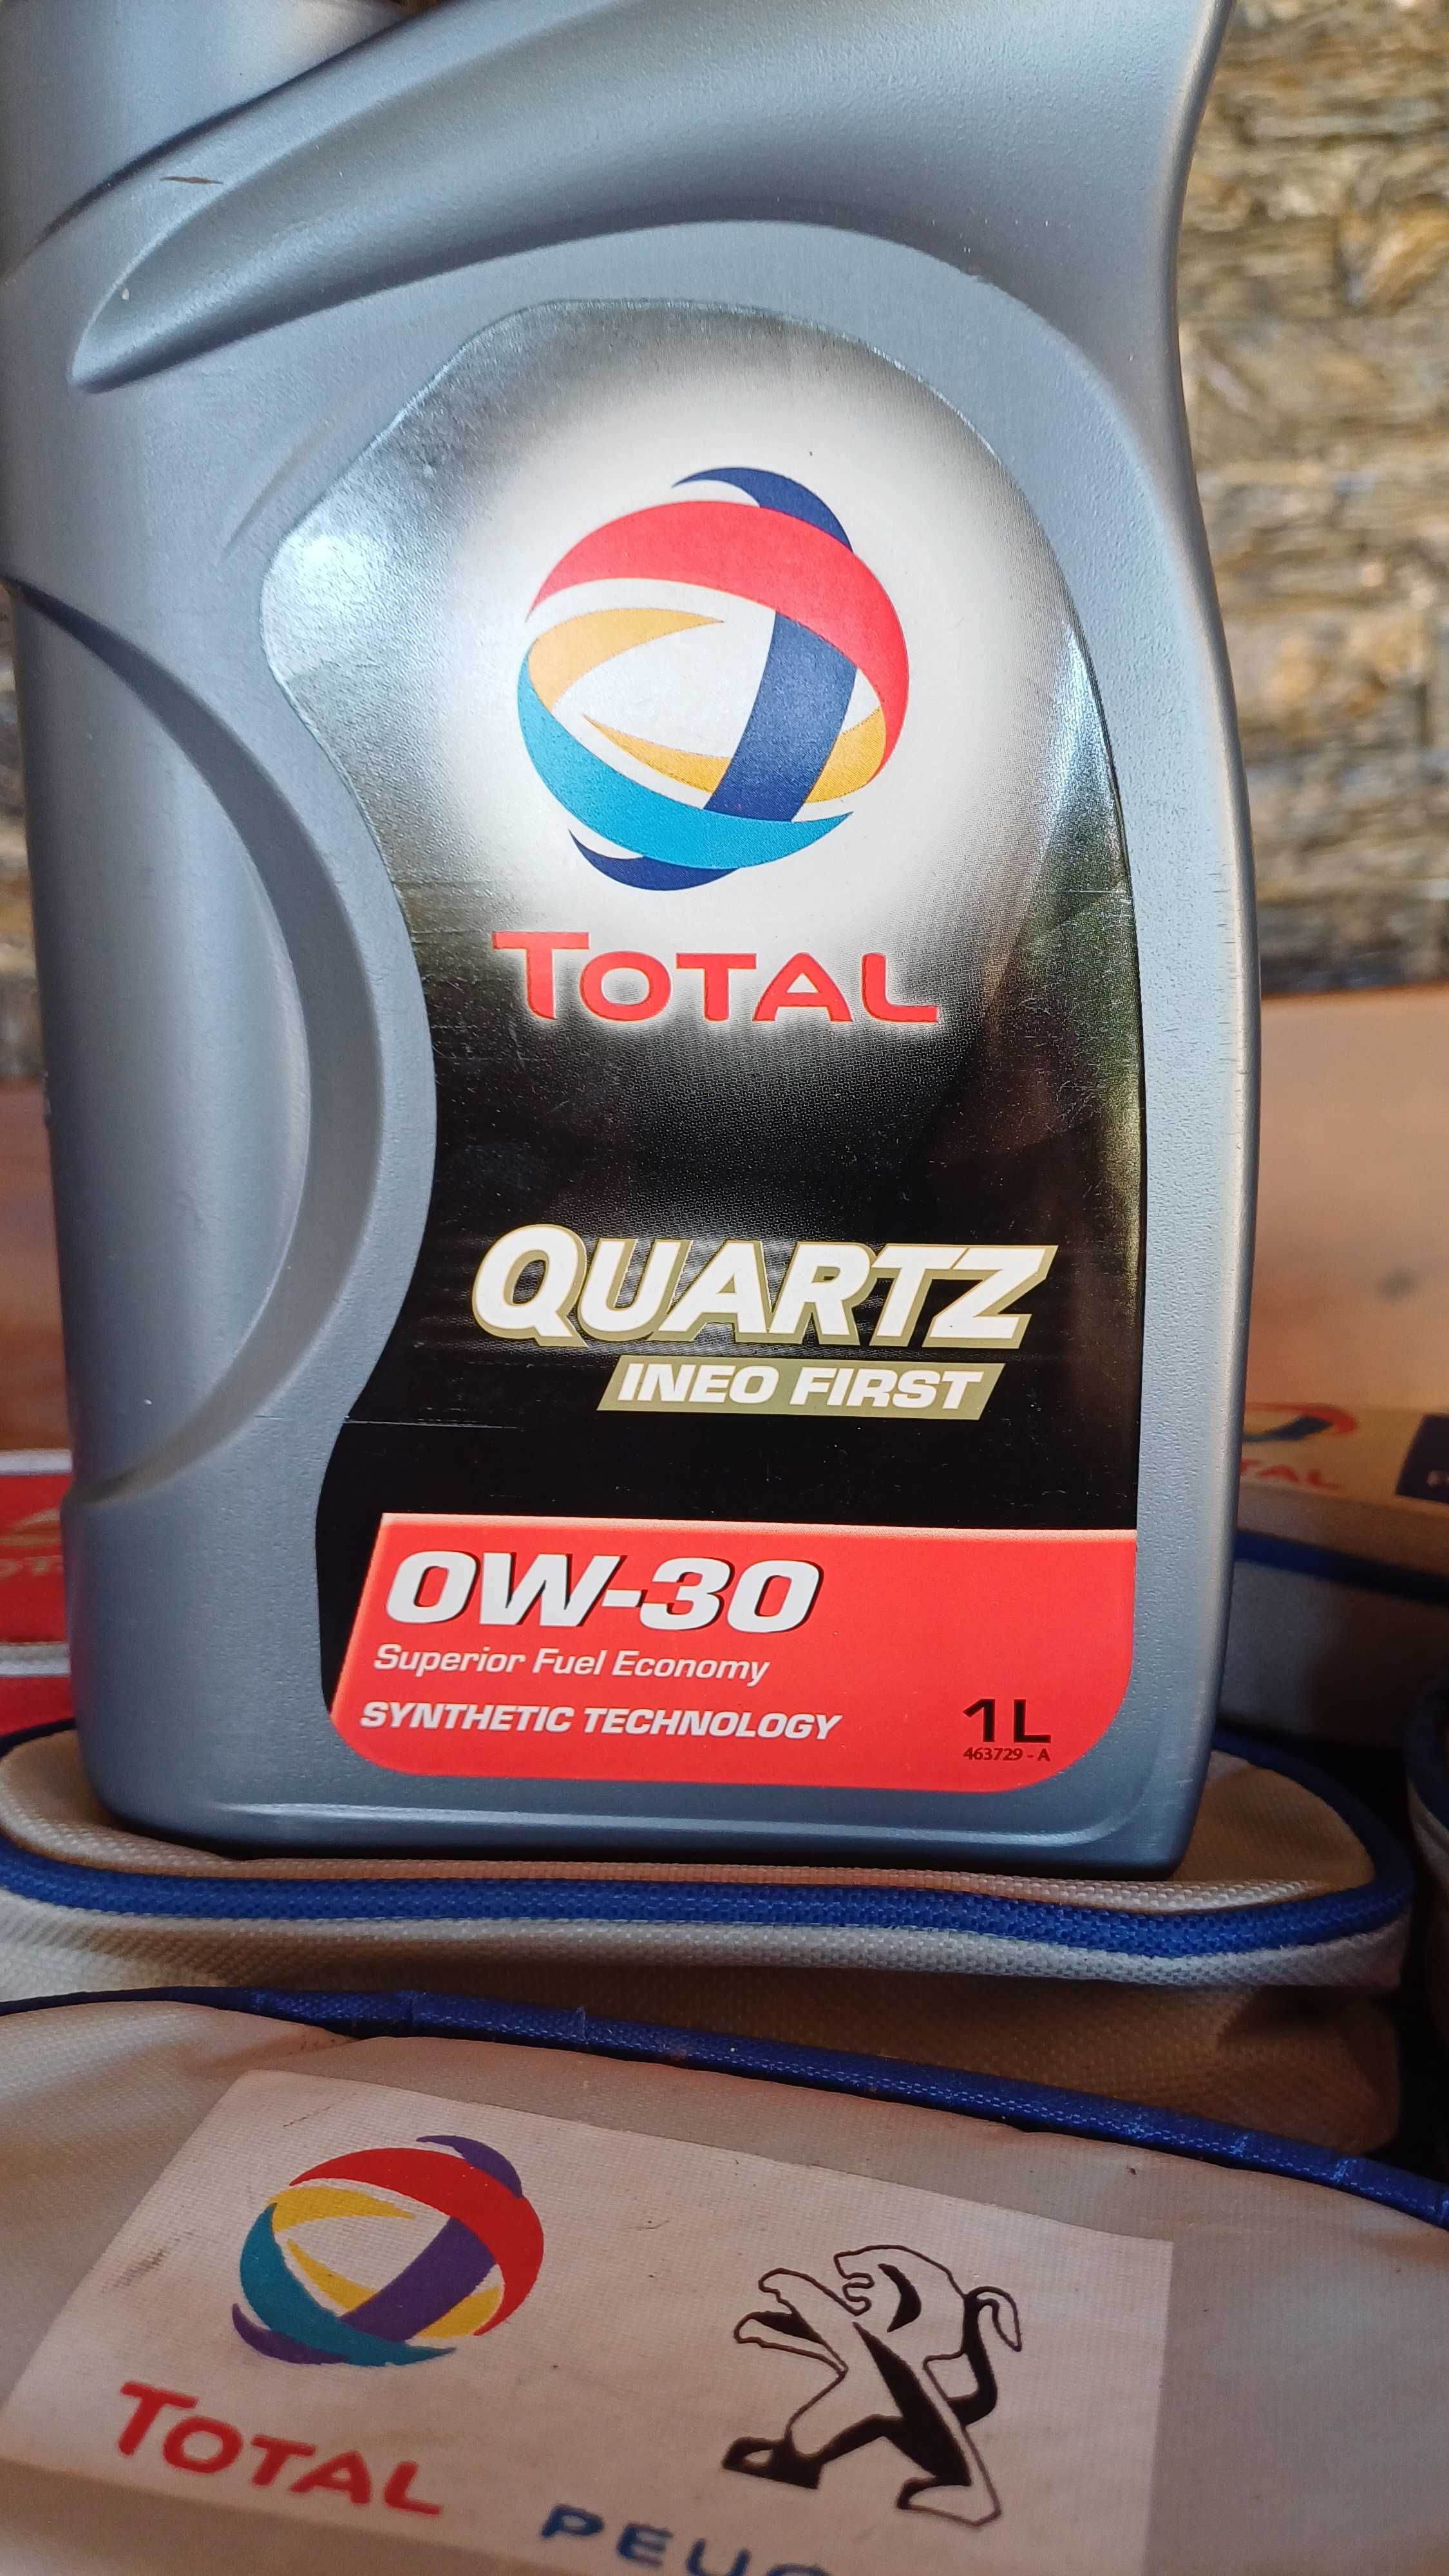 TOTAL
QUARTZ
INEO FIRST
0W-30
Superior Fuel Economy
SYNTHETIC TECHNOLOGY
1L
463729 - A
TOTAL